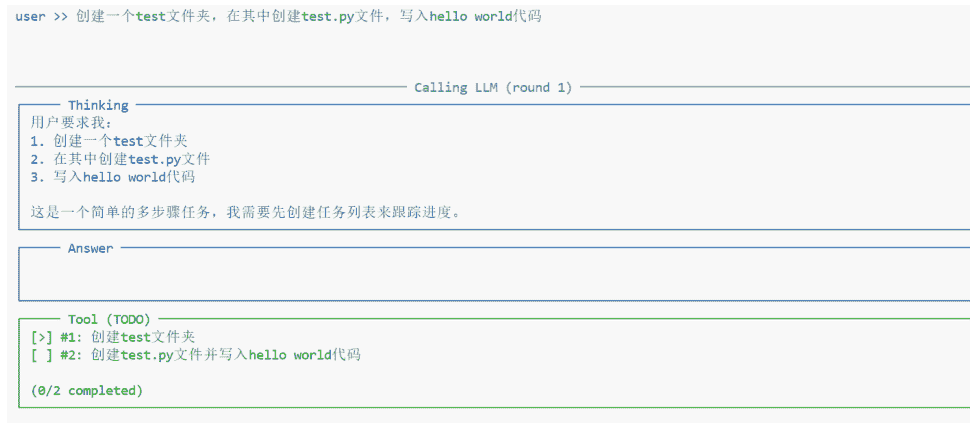 user >> 创建一个test文件夹，在其中创建test.py文件，写入hello world代码
Calling LLM (round 1)
Thinking
用户要求我：
1. 创建一个test文件夹
2. 在其中创建test.py文件
3. 写入hello world代码
这是一个简单的多步骤任务，我需要先创建任务列表来跟踪进度。
Answer
Tool (TODO)
[>] #1: 创建test文件夹
[ ] #2: 创建test.py文件并写入hello world代码
(0/2 completed)